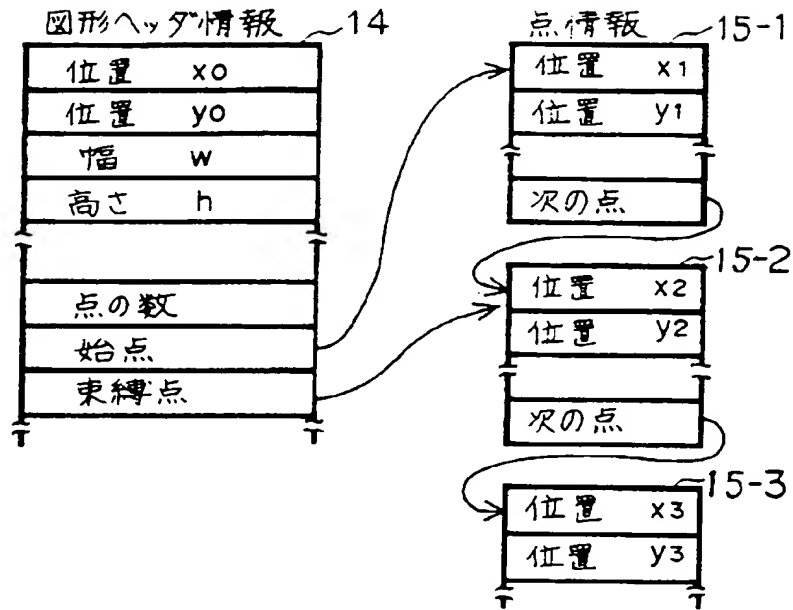 図形ヘッダ情報 14
位置 x0
位置 y0
幅 w
高さ h
点の数
始点
束縛点
点情報 15-1
位置 x1
位置 y1
次の点
15-2
位置 x2
位置 y2
次の点
15-3
位置 x3
位置 y3